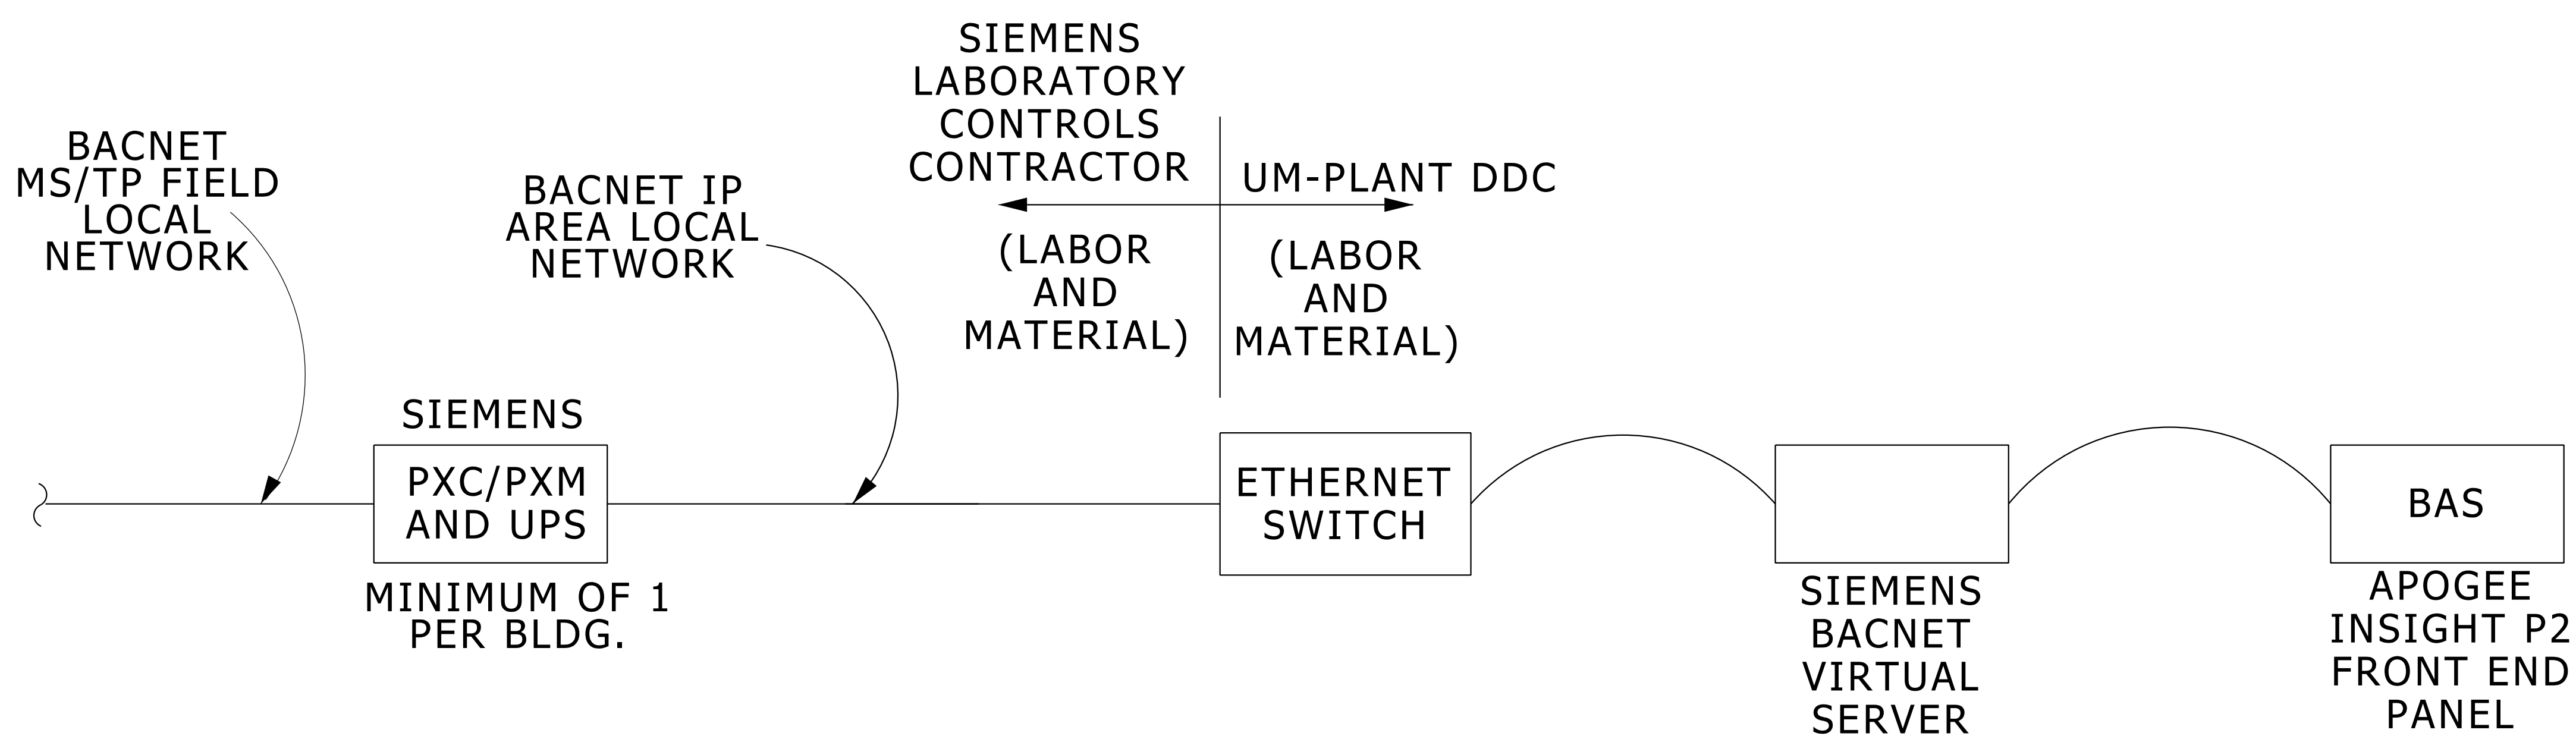 BACNET
MS/TP FIELD
LOCAL
NETWORK
BACNET IP
AREA LOCAL
NETWORK
SIEMENS
LABORATORY
CONTROLS
CONTRACTOR
(LABOR
AND
MATERIAL)
UM-PLANT DDC
(LABOR
AND
MATERIAL)
SIEMENS
PXC/PXM
AND UPS
MINIMUM OF 1
PER BLDG.
ETHERNET
SWITCH
SIEMENS
BACNET
VIRTUAL
SERVER
BAS
APOGEE
INSIGHT P2
FRONT END
PANEL